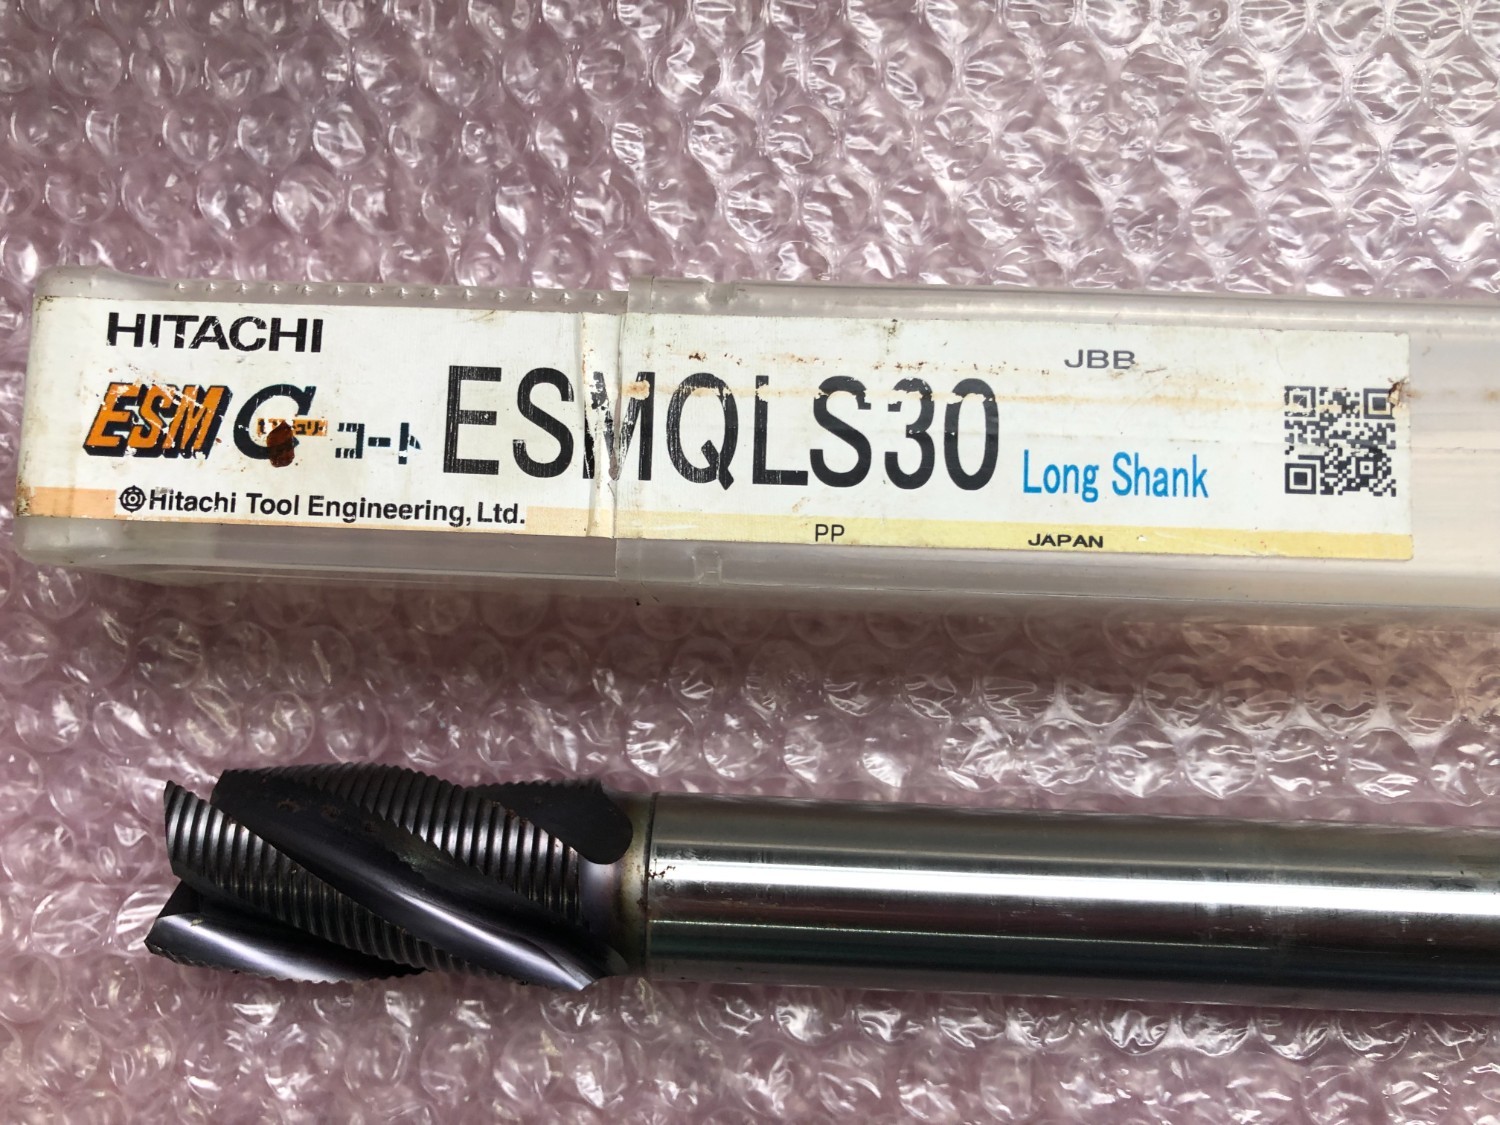 HITACHI
ESM G コート
ESMQLS30
JBB
Long Shank
Hitachi Tool Engineering, Ltd.
PP
JAPAN